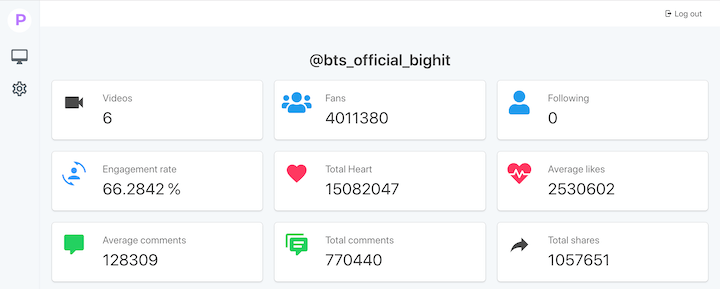 P
Log out
@bts_official_bighit
Videos
6
Fans
4011380
Following
0
Engagement rate
66.2842 %
Total Heart
15082047
Average likes
2530602
Average comments
128309
Total comments
770440
Total shares
1057651